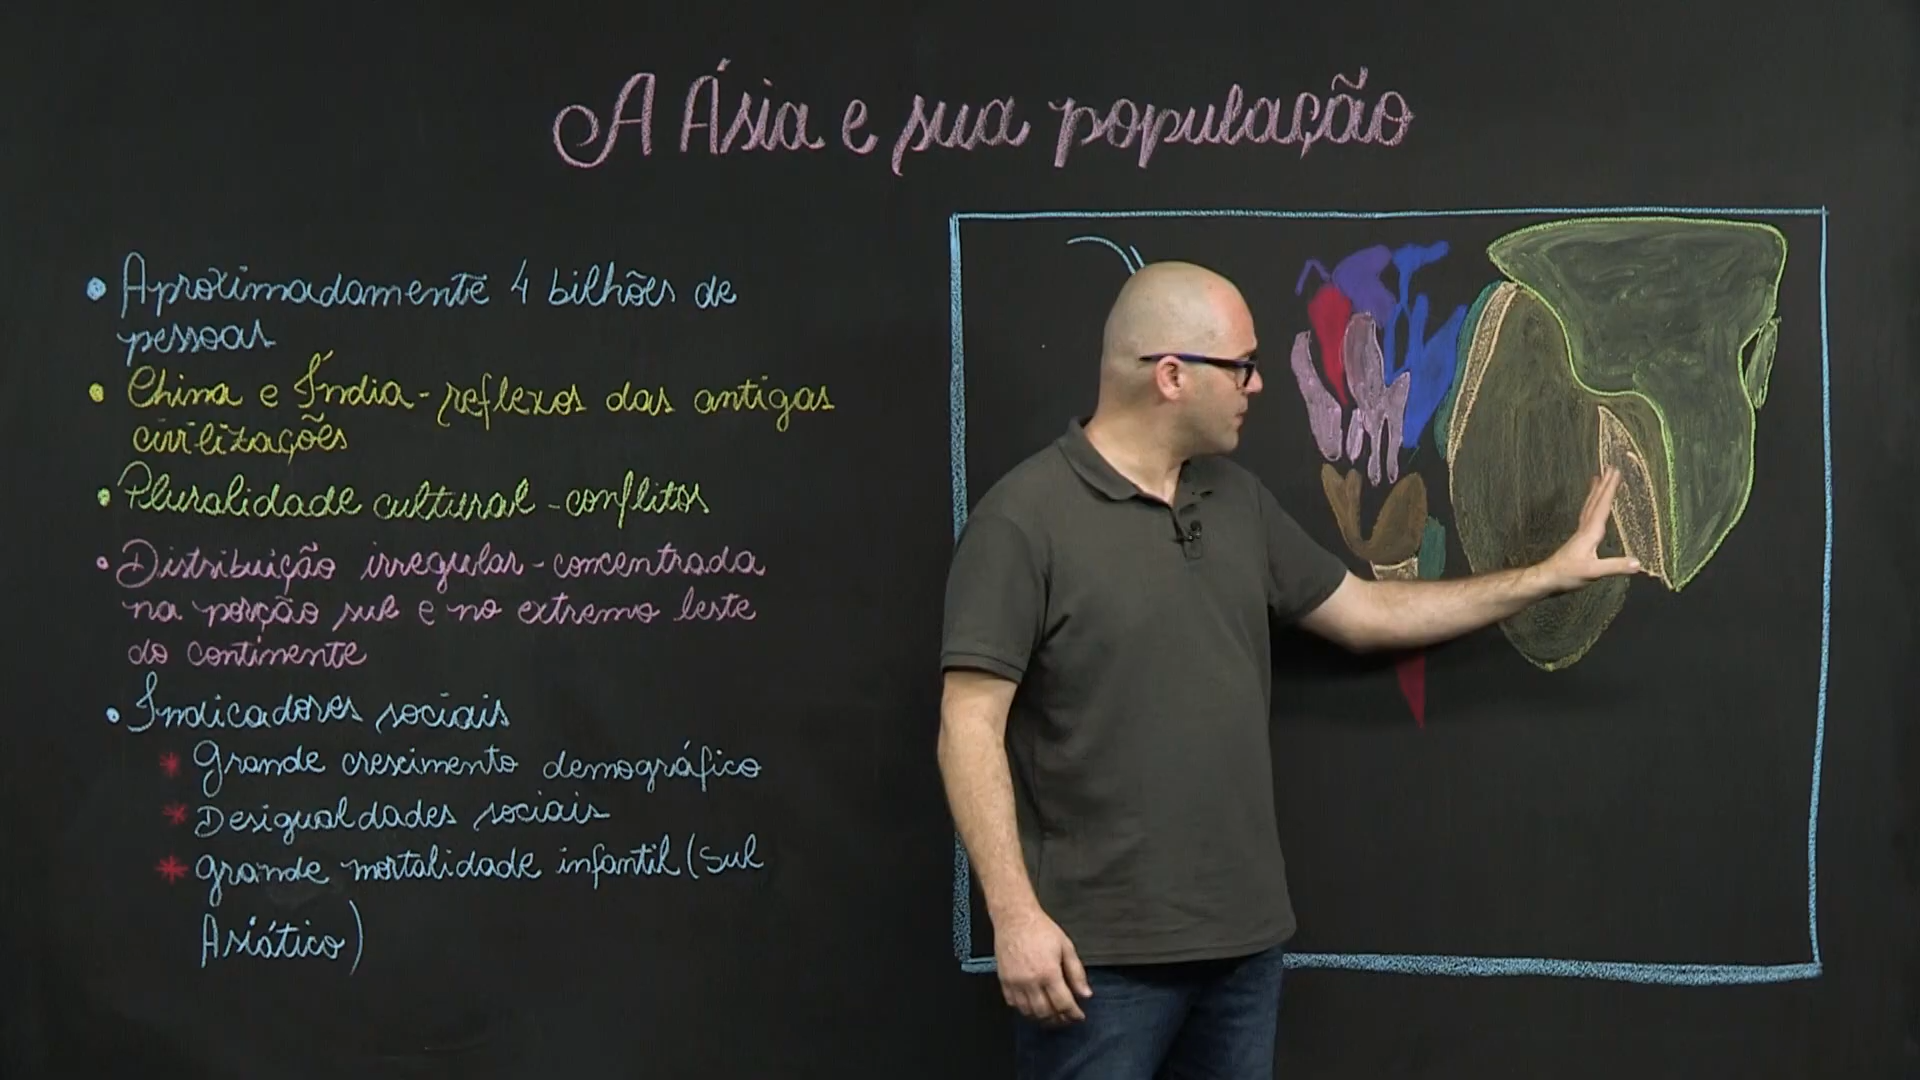 A Ásia e sua população
• Aproximadamente 4 bilhões de
pessoas
• China e Índia - reflexos das antigas
civilizações
• Pluralidade cultural - conflitos
• Distribuição irregular - concentrada
na porção sul e no extremo leste
do continente
• Indicadores sociais
* Grande crescimento demográfico
* Desigualdades sociais
* Grande mortalidade infantil (Sul
Asiático)